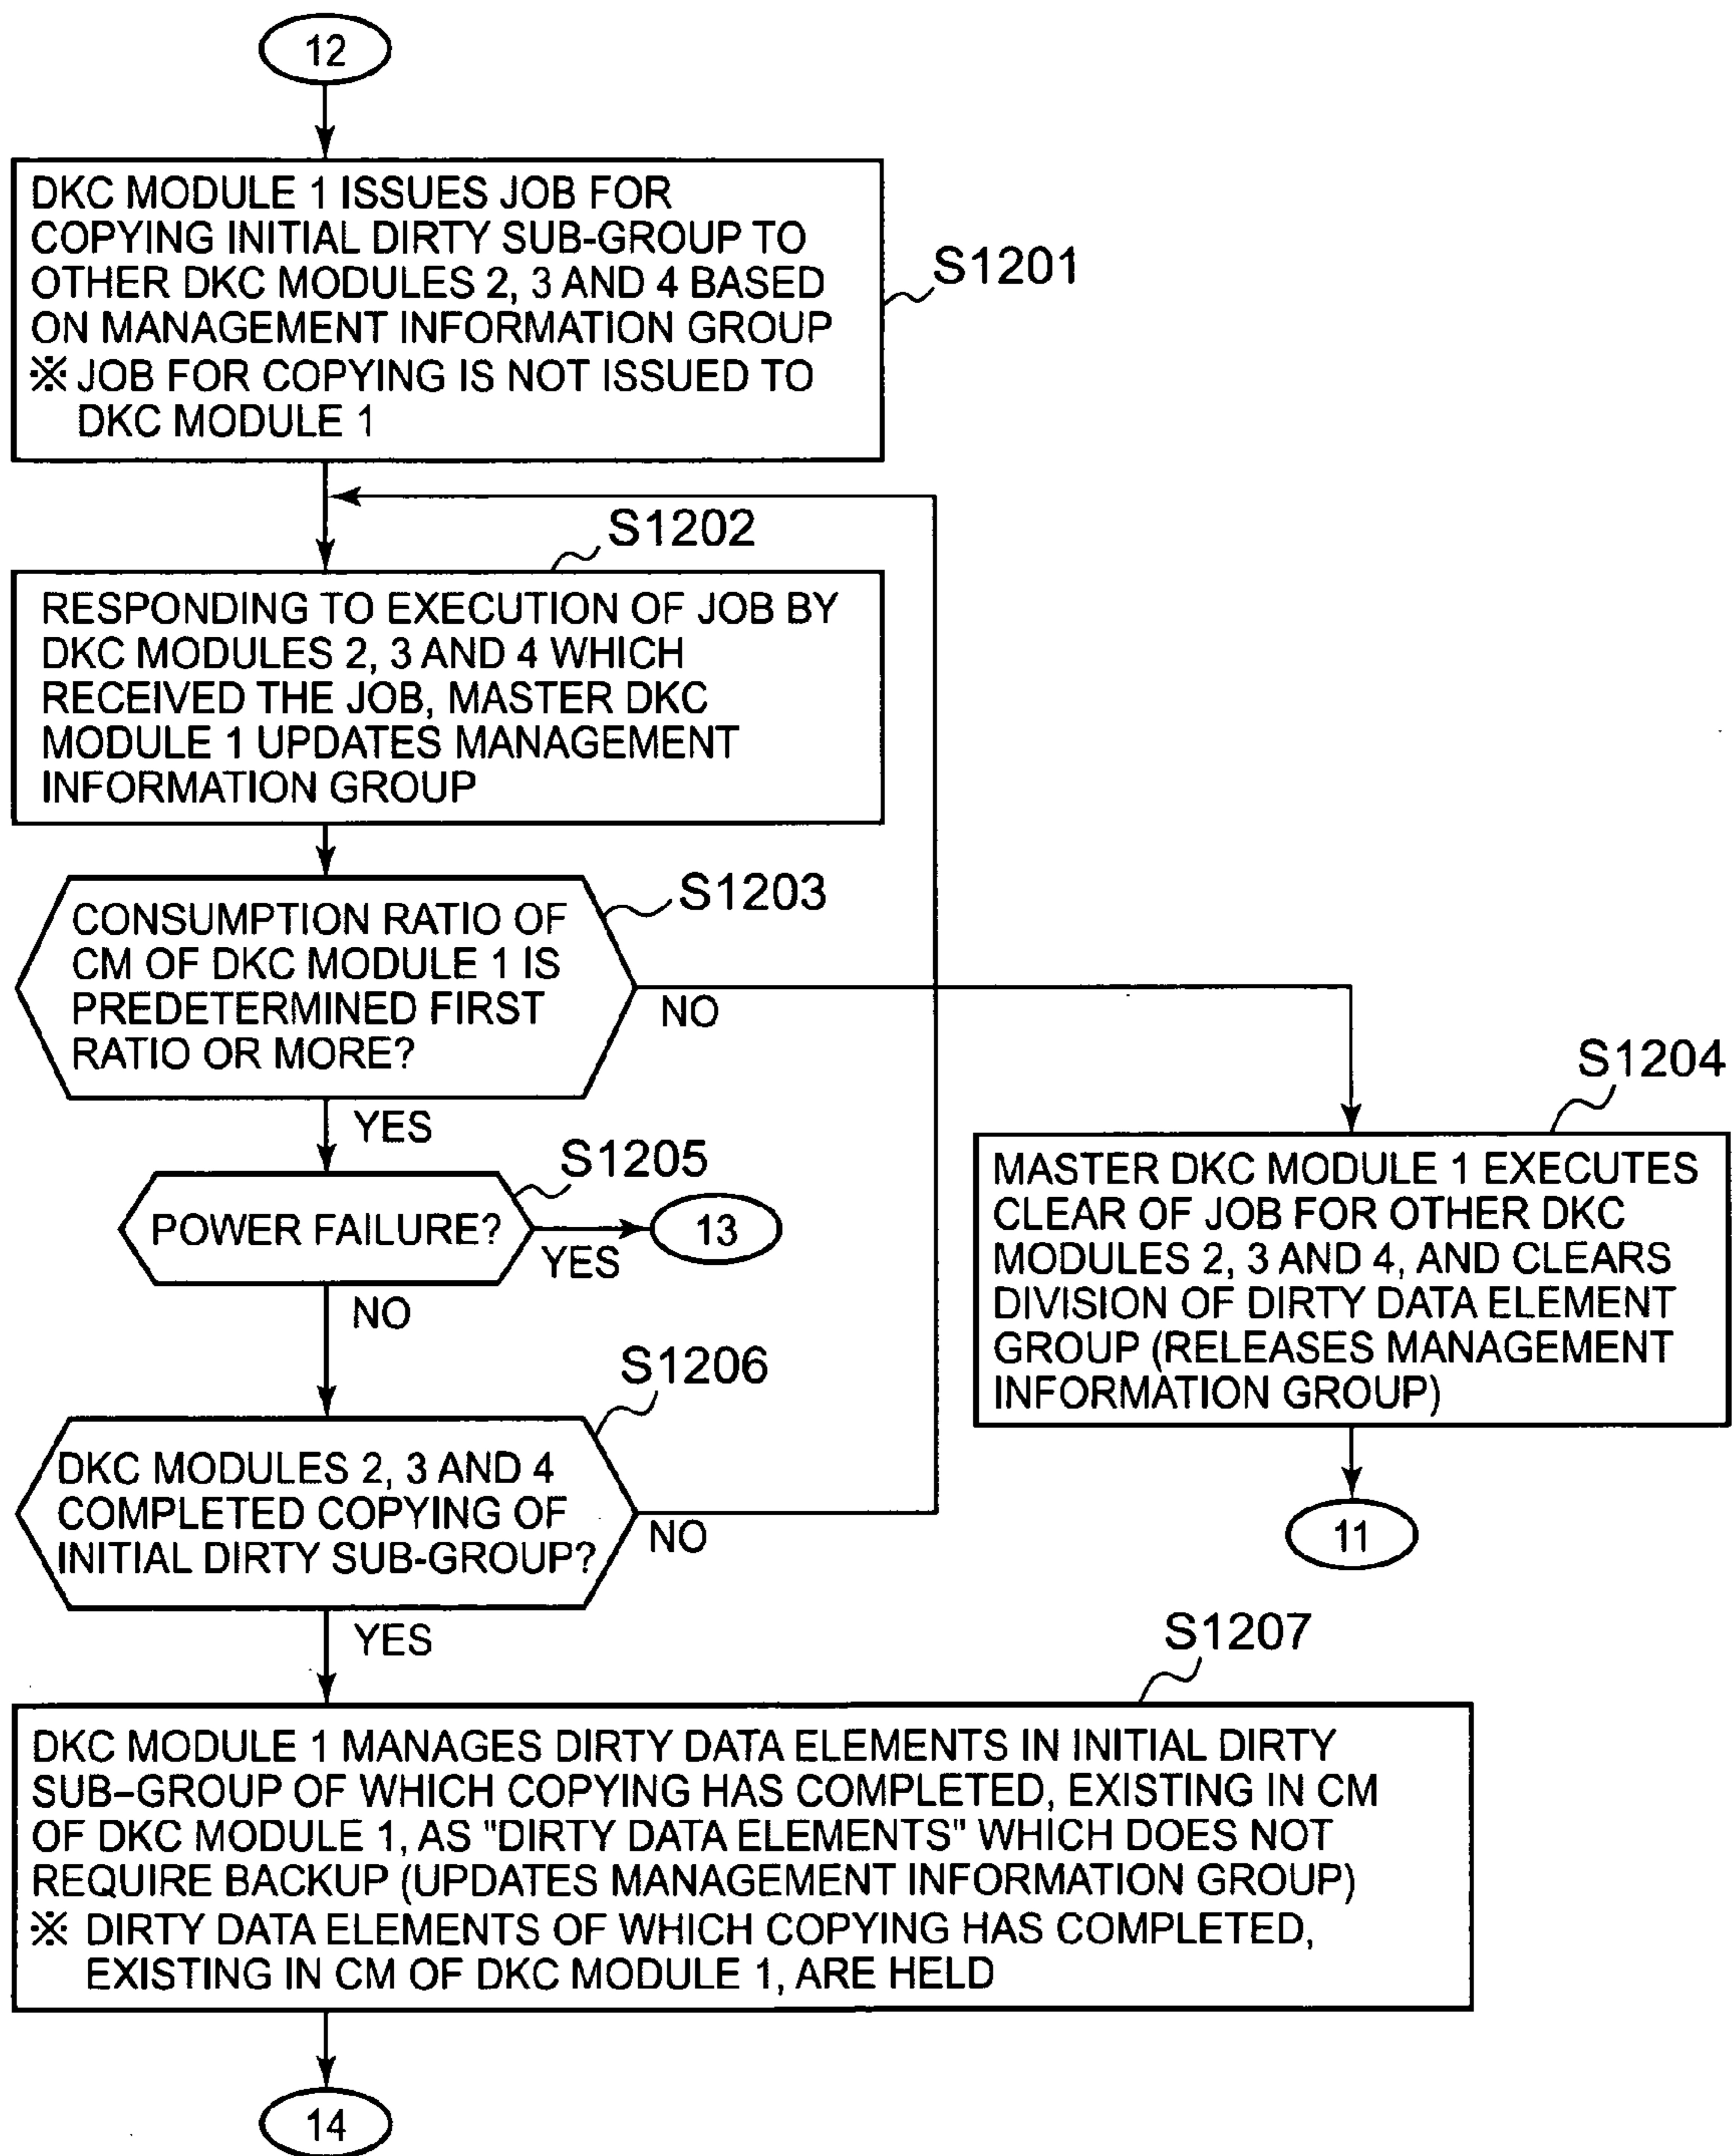 12
DKC MODULE 1 ISSUES JOB FOR
COPYING INITIAL DIRTY SUB-GROUP TO
OTHER DKC MODULES 2, 3 AND 4 BASED
ON MANAGEMENT INFORMATION GROUP
※ JOB FOR COPYING IS NOT ISSUED TO
DKC MODULE 1
S1201
S1202
RESPONDING TO EXECUTION OF JOB BY
DKC MODULES 2, 3 AND 4 WHICH
RECEIVED THE JOB, MASTER DKC
MODULE 1 UPDATES MANAGEMENT
INFORMATION GROUP
S1203
CONSUMPTION RATIO OF
CM OF DKC MODULE 1 IS
PREDETERMINED FIRST
RATIO OR MORE?
NO
YES
S1204
MASTER DKC MODULE 1 EXECUTES
CLEAR OF JOB FOR OTHER DKC
MODULES 2, 3 AND 4, AND CLEARS
DIVISION OF DIRTY DATA ELEMENT
GROUP (RELEASES MANAGEMENT
INFORMATION GROUP)
11
S1205
POWER FAILURE?
YES
13
NO
S1206
DKC MODULES 2, 3 AND 4
COMPLETED COPYING OF
INITIAL DIRTY SUB-GROUP?
NO
YES
S1207
DKC MODULE 1 MANAGES DIRTY DATA ELEMENTS IN INITIAL DIRTY
SUB-GROUP OF WHICH COPYING HAS COMPLETED, EXISTING IN CM
OF DKC MODULE 1, AS "DIRTY DATA ELEMENTS" WHICH DOES NOT
REQUIRE BACKUP (UPDATES MANAGEMENT INFORMATION GROUP)
※ DIRTY DATA ELEMENTS OF WHICH COPYING HAS COMPLETED,
EXISTING IN CM OF DKC MODULE 1, ARE HELD
14